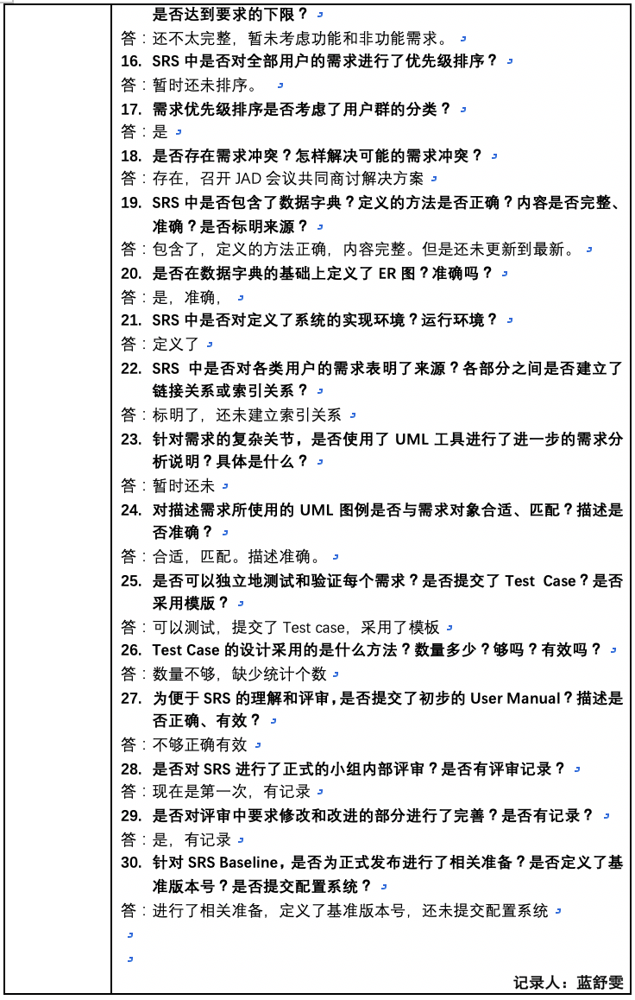 是否达到要求的下限？
答：还不太完整，暂未考虑功能和非功能需求。
16. SRS 中是否对全部用户的需求进行了优先级排序？
答：暂时还未排序。
17. 需求优先级排序是否考虑了用户群的分类？
答：是
18. 是否存在需求冲突？怎样解决可能的需求冲突？
答：存在，召开 JAD 会议共同商讨解决方案
19. SRS 中是否包含了数据字典？定义的方法是否正确？内容是否完整、
准确？是否标明来源？
答：包含了，定义的方法正确，内容完整。但是还未更新到最新。
20. 是否在数据字典的基础上定义了 ER 图？准确吗？
答：是，准确，
21. SRS 中是否对定义了系统的实现环境？运行环境？
答：定义了
22. SRS 中是否对各类用户的需求表明了来源？各部分之间是否建立了
链接关系或索引关系？
答：标明了，还未建立索引关系
23. 针对需求的复杂关节，是否使用了 UML 工具进行了进一步的需求分
析说明？具体是什么？
答：暂时还未
24. 对描述需求所使用的 UML 图例是否与需求对象合适、匹配？描述是
否准确？
答：合适，匹配。描述准确。
25. 是否可以独立地测试和验证每个需求？是否提交了 Test Case？是否
采用模版？
答：可以测试，提交了 Test case，采用了模板
26. Test Case 的设计采用的是什么方法？数量多少？够吗？有效吗？
答：数量不够，缺少统计个数
27. 为便于 SRS 的理解和评审，是否提交了初步的 User Manual？描述是
否正确、有效？
答：不够正确有效
28. 是否对 SRS 进行了正式的小组内部评审？是否有评审记录？
答：现在是第一次，有记录
29. 是否对评审中要求修改和改进的部分进行了完善？是否有记录？
答：是，有记录
30. 针对 SRS Baseline，是否为正式发布进行了相关准备？是否定义了基
准版本号？是否提交配置系统？
答：进行了相关准备，定义了基准版本号，还未提交配置系统
记录人：蓝舒雯